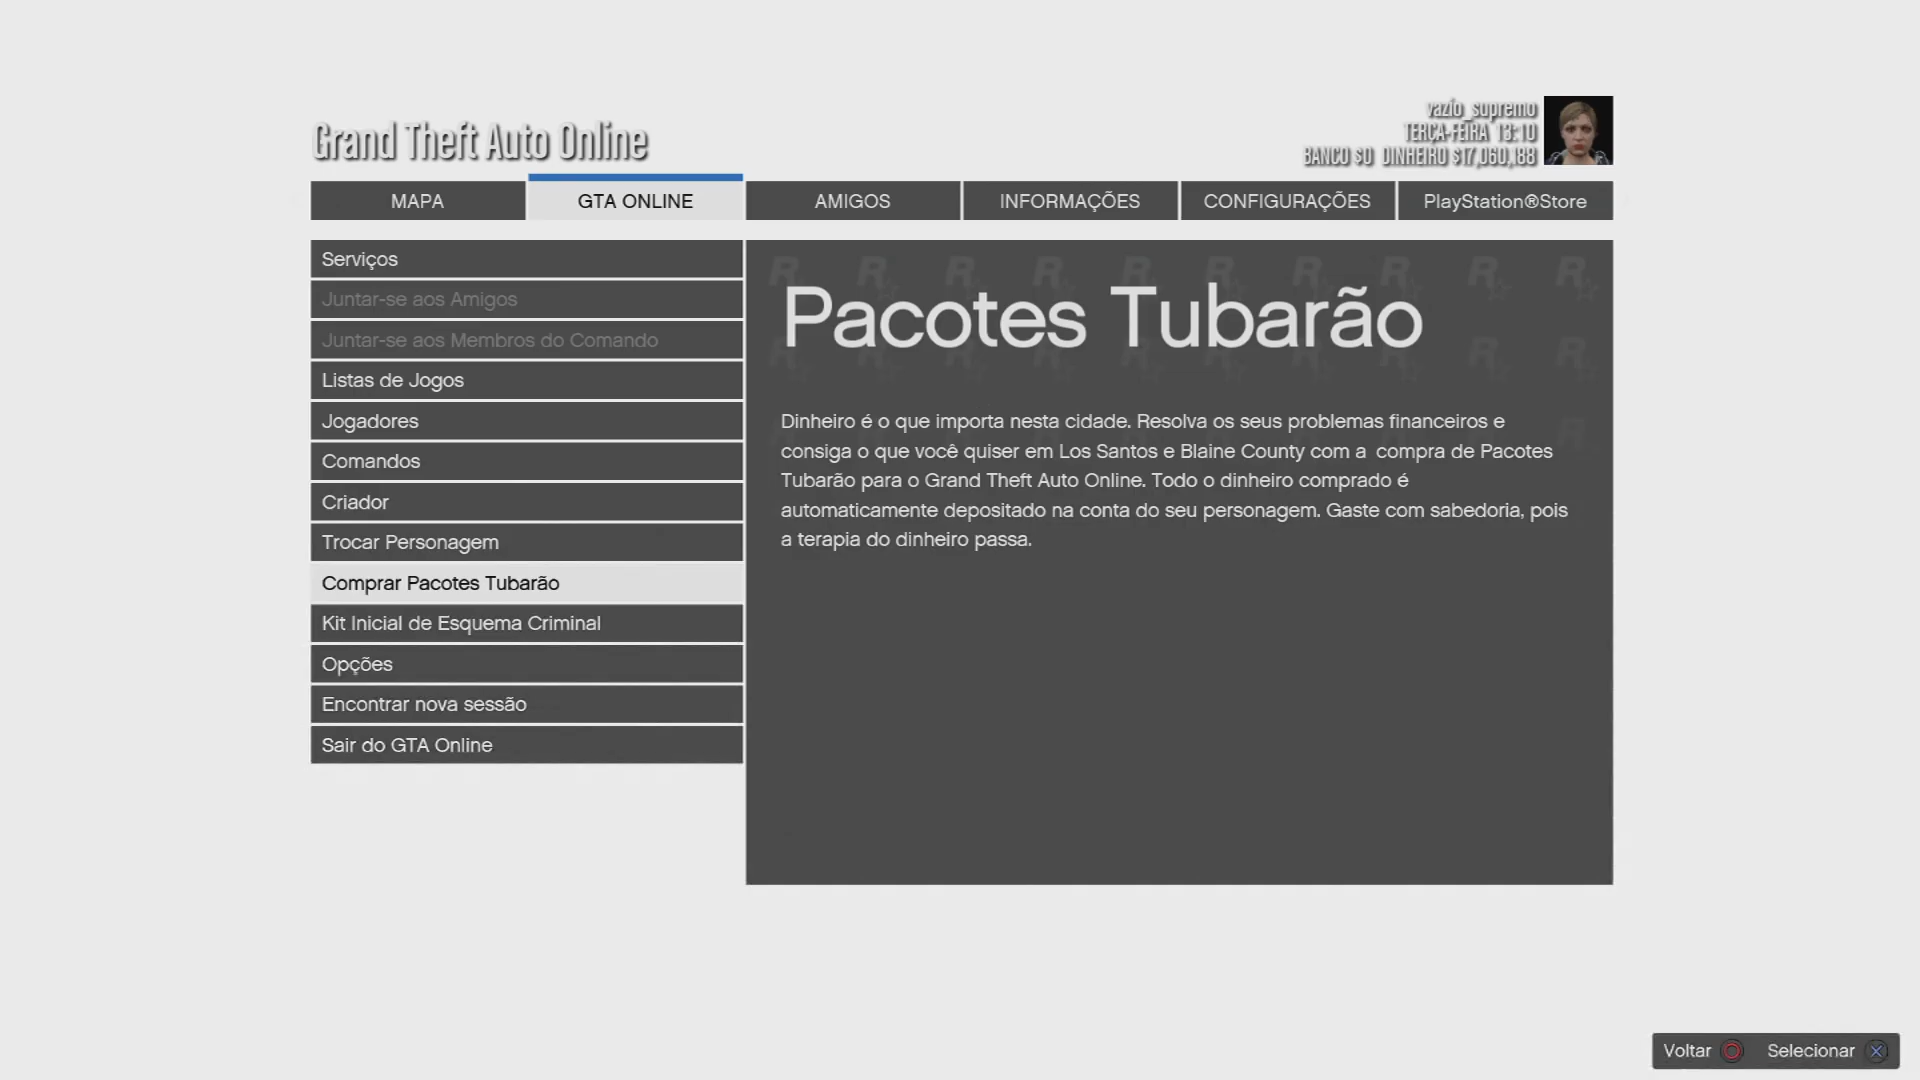 vazio_supremo
Grand Theft Auto Online
TERÇA-FEIRA 13:10
BANCO $0 DINHEIRO $17,060,188
MAPA
GTA ONLINE
AMIGOS
INFORMAÇÕES
CONFIGURAÇÕES
PlayStation®Store
Serviços
Juntar-se aos Amigos
Juntar-se aos Membros do Comando
Listas de Jogos
Jogadores
Comandos
Criador
Trocar Personagem
Comprar Pacotes Tubarão
Kit Inicial de Esquema Criminal
Opções
Encontrar nova sessão
Sair do GTA Online
Pacotes Tubarão
Dinheiro é o que importa nesta cidade. Resolva os seus problemas financeiros e
consiga o que você quiser em Los Santos e Blaine County com a compra de Pacotes
Tubarão para o Grand Theft Auto Online. Todo o dinheiro comprado é
automaticamente depositado na conta do seu personagem. Gaste com sabedoria, pois
a terapia do dinheiro passa.
Voltar Selecionar